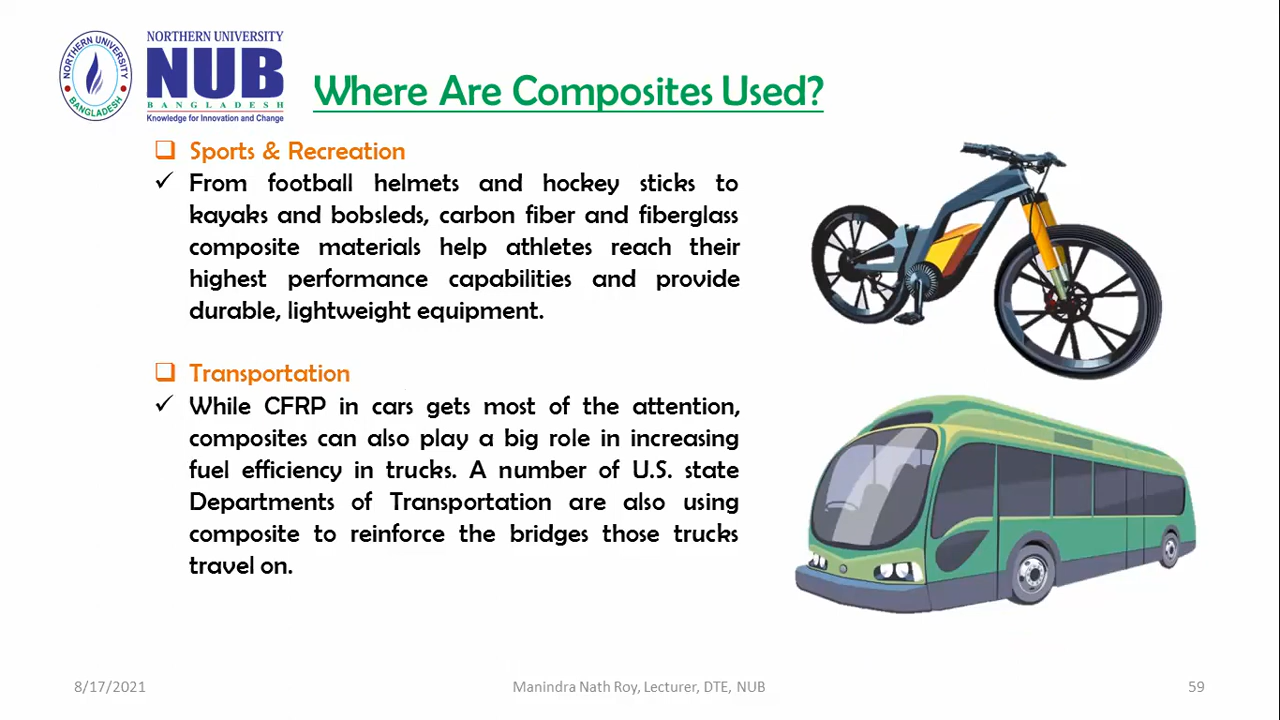 NORTHERN UNIVERSITY
BANGLADESH
NORTHERN UNIVERSITY
NUB
BANGLADESH
Knowledge for Innovation and Change
Where Are Composites Used?
Sports & Recreation
From football helmets and hockey sticks to
kayaks and bobsleds, carbon fiber and fiberglass
composite materials help athletes reach their
highest performance capabilities and provide
durable, lightweight equipment.
Transportation
While CFRP in cars gets most of the attention,
composites can also play a big role in increasing
fuel efficiency in trucks. A number of U.S. state
Departments of Transportation are also using
composite to reinforce the bridges those trucks
travel on.
8/17/2021
Manindra Nath Roy, Lecturer, DTE, NUB
59